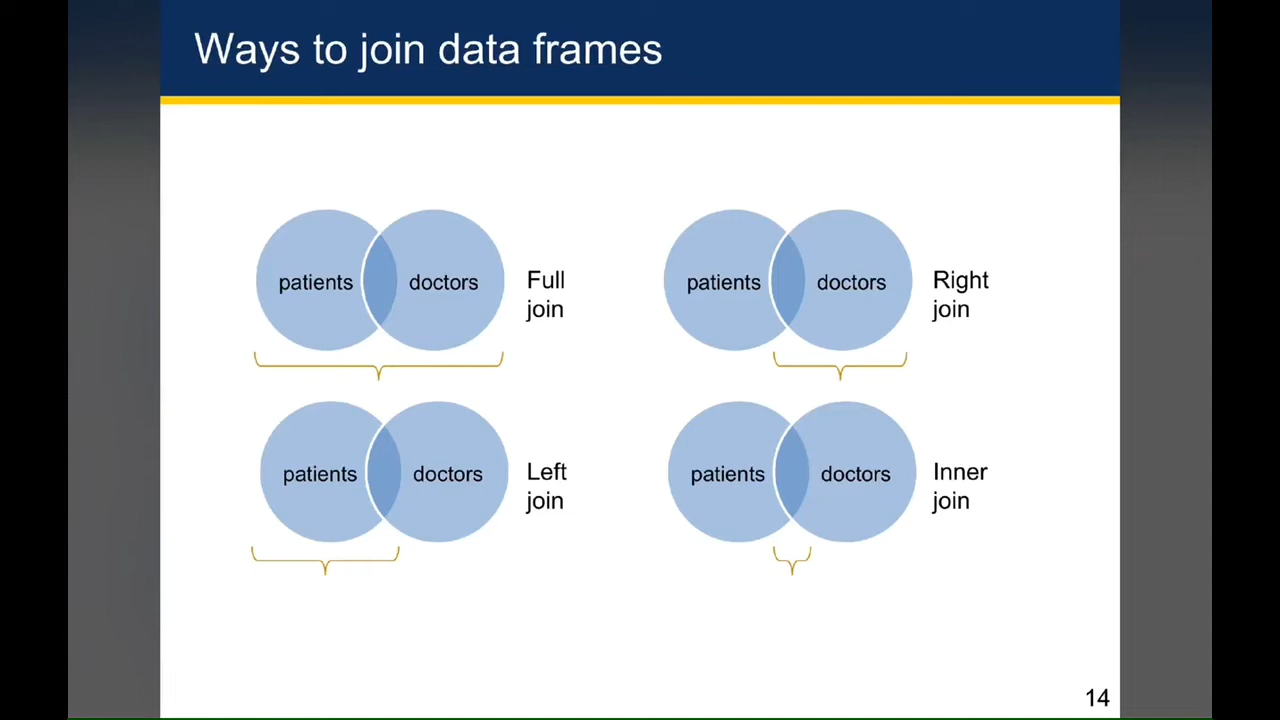 Ways to join data frames
patients doctors Full
join
patients doctors Right
join
patients doctors Left
join
patients doctors Inner
join
14